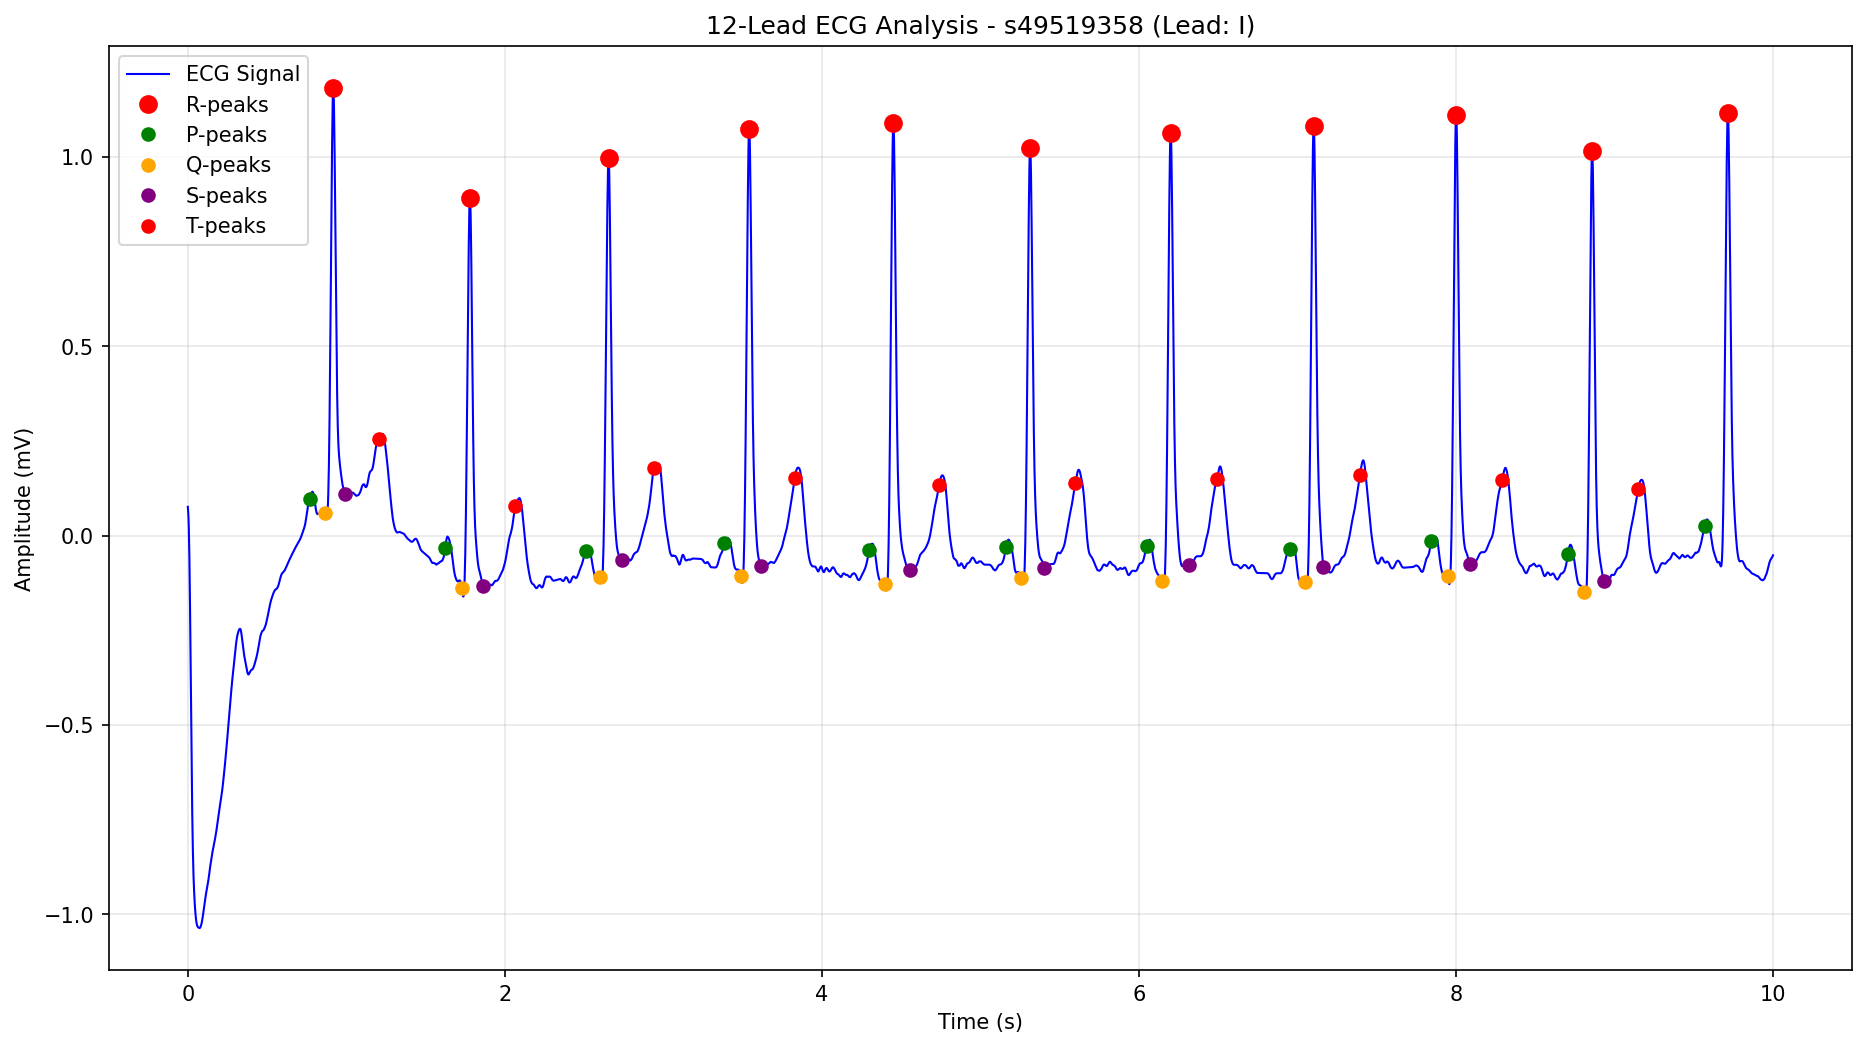 12-Lead ECG Analysis - s49519358 (Lead: I)
ECG Signal
R-peaks
P-peaks
Q-peaks
S-peaks
T-peaks
Amplitude (mV)
1.0
0.5
0.0
−0.5
−1.0
0 2 4 6 8 10
Time (s)